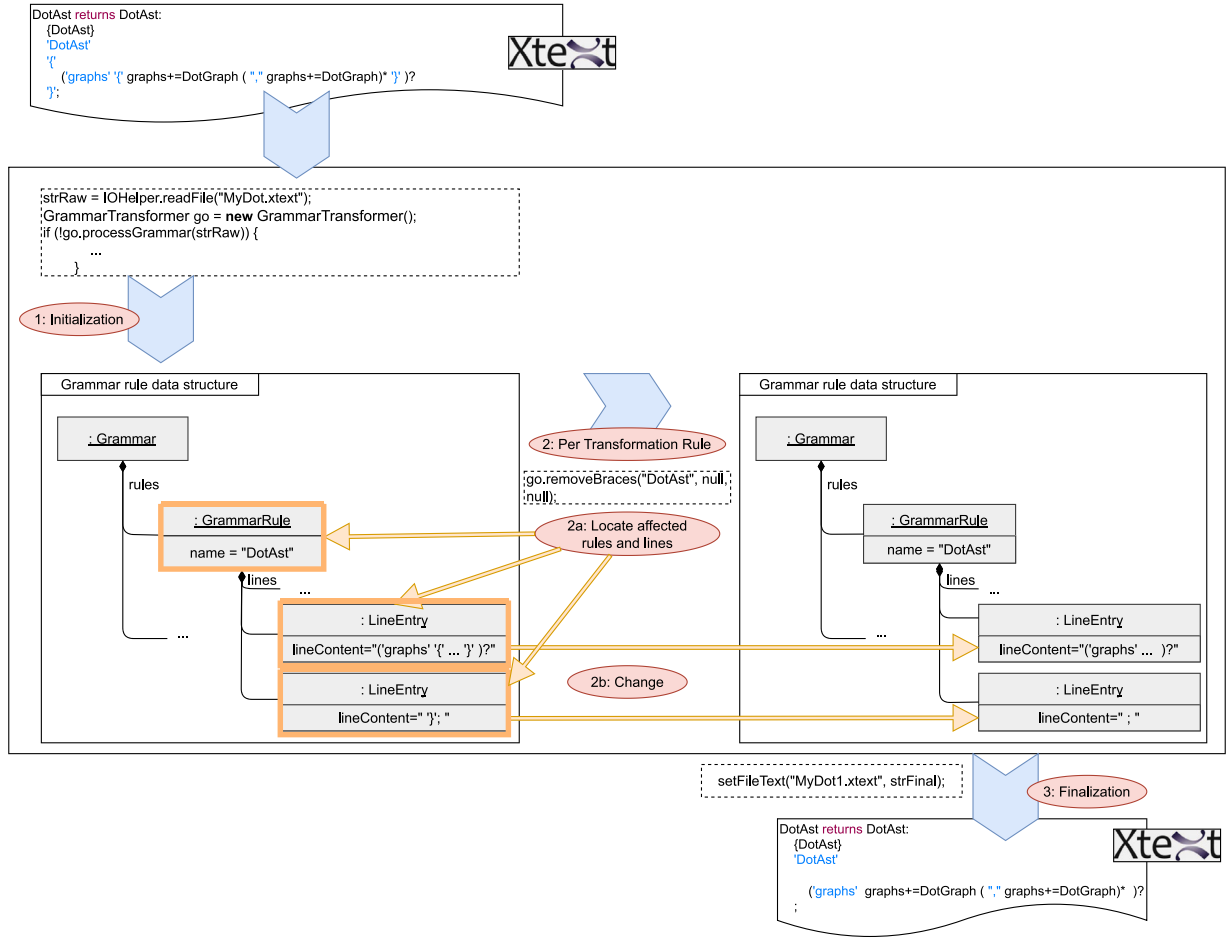 DotAst returns DotAst:
{DotAst}
'DotAst'
'{'
('graphs' '{' graphs+=DotGraph ( "," graphs+=DotGraph)* '}' )?
'}';
Xtext
strRaw = IOHelper.readFile("MyDot.xtext");
GrammarTransformer go = new GrammarTransformer();
if (!go.processGrammar(strRaw)) {
...
}
1: Initialization
Grammar rule data structure
: Grammar
rules
: GrammarRule
name = "DotAst"
lines
...
...
: LineEntry
lineContent="('graphs' '{' ... '}' )?"
: LineEntry
lineContent=" '}'; "
2: Per Transformation Rule
go.removeBraces("DotAst", null,
null);
2a: Locate affected
rules and lines
2b: Change
Grammar rule data structure
: Grammar
rules
: GrammarRule
name = "DotAst"
lines
...
...
: LineEntry
lineContent="('graphs' ... )?"
: LineEntry
lineContent=" ; "
setFileText("MyDot1.xtext", strFinal);
3: Finalization
DotAst returns DotAst:
{DotAst}
'DotAst'
('graphs' graphs+=DotGraph ( "," graphs+=DotGraph)* )?
;
Xtext